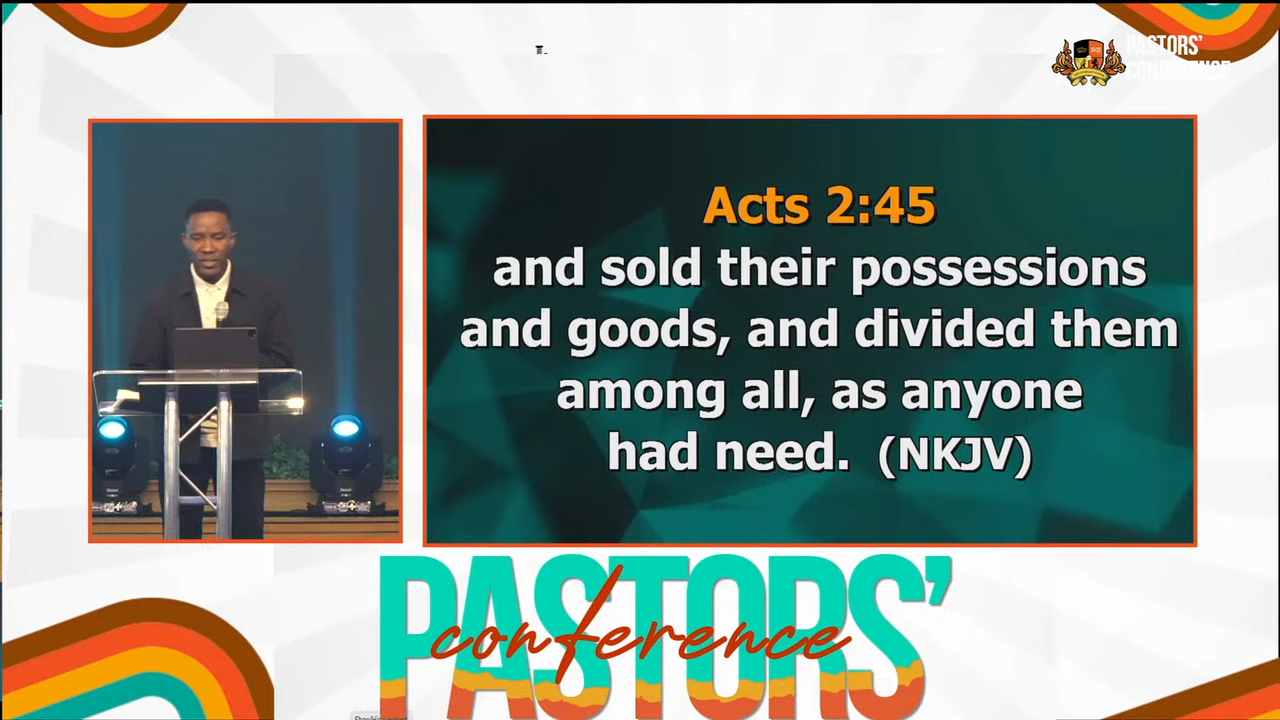 PASTORS'
CONFERENCE
Acts 2:45
and sold their possessions
and goods, and divided them
among all, as anyone
had need. (NKJV)
PASTORS'
conference